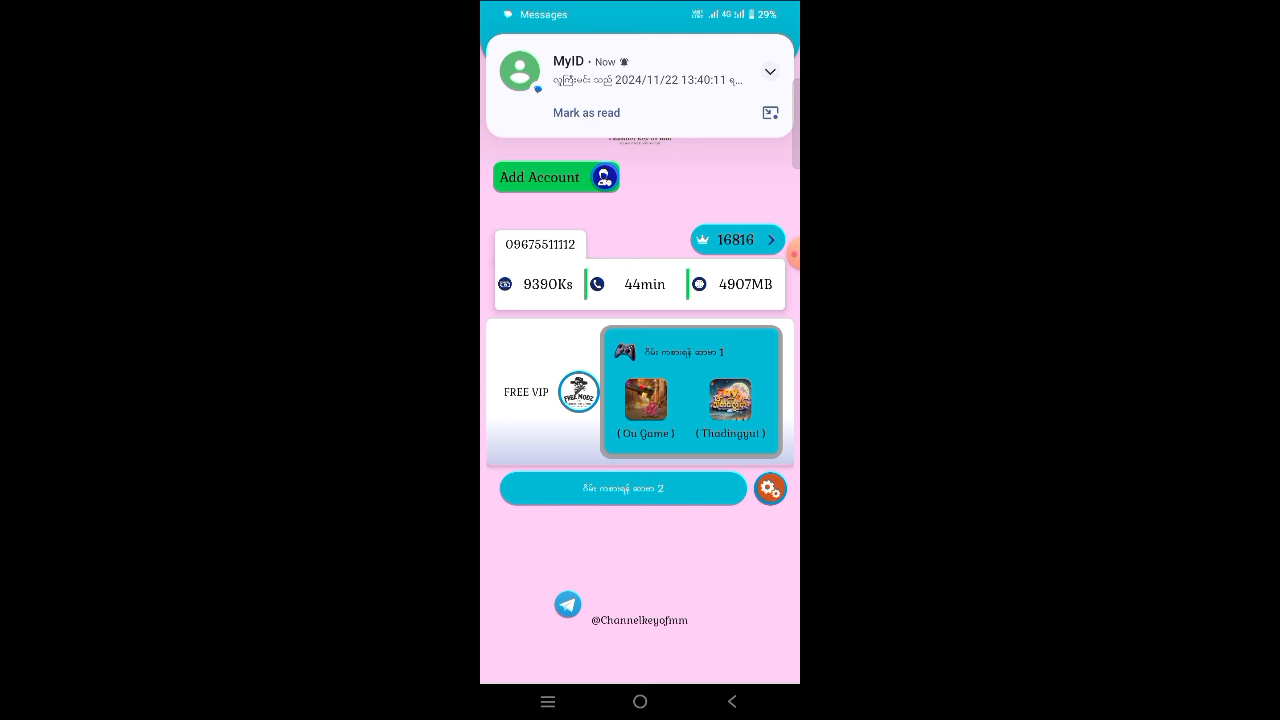 Messages
4G 29%
MyID • Now
လူကြီးမင်း သည် 2024/11/22 13:40:11 ရ...
Mark as read
Add Account
09675511112
16816
9390Ks
44min
4907MB
ဂိမ်း ကစားရန် ဆာဗာ 1
FREE VIP
FREE MODZ
( Ou Game )
( Thadingyut )
ဂိမ်း ကစားရန် ဆာဗာ 2
@Channelkeyofmm